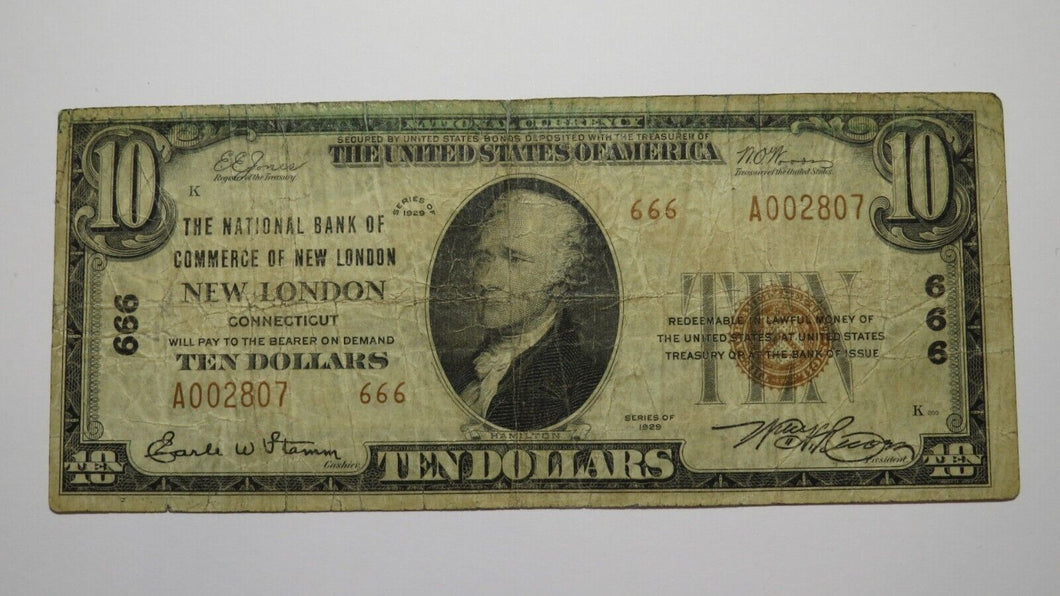 NATIONAL CURRENCY
SECURED BY UNITED STATES BONDS DEPOSITED WITH THE TREASURER OF
THE UNITED STATES OF AMERICA
10
10
E E Jones
Register of the Treasury
Treasurer of the United States
K
SERIES OF
1929
666
A002807
THE NATIONAL BANK OF
COMMERCE OF NEW LONDON
NEW LONDON
CONNECTICUT
WILL PAY TO THE BEARER ON DEMAND
TEN DOLLARS
A002807
666
666
TEN
REDEEMABLE IN LAWFUL MONEY OF
THE UNITED STATES AT UNITED STATES
TREASURY OR AT THE BANK OF ISSUE
666
K
SERIES OF
1929
Earle W Stamm
Cashier
President
HAMILTON
TEN DOLLARS
10
TEN
10
TEN